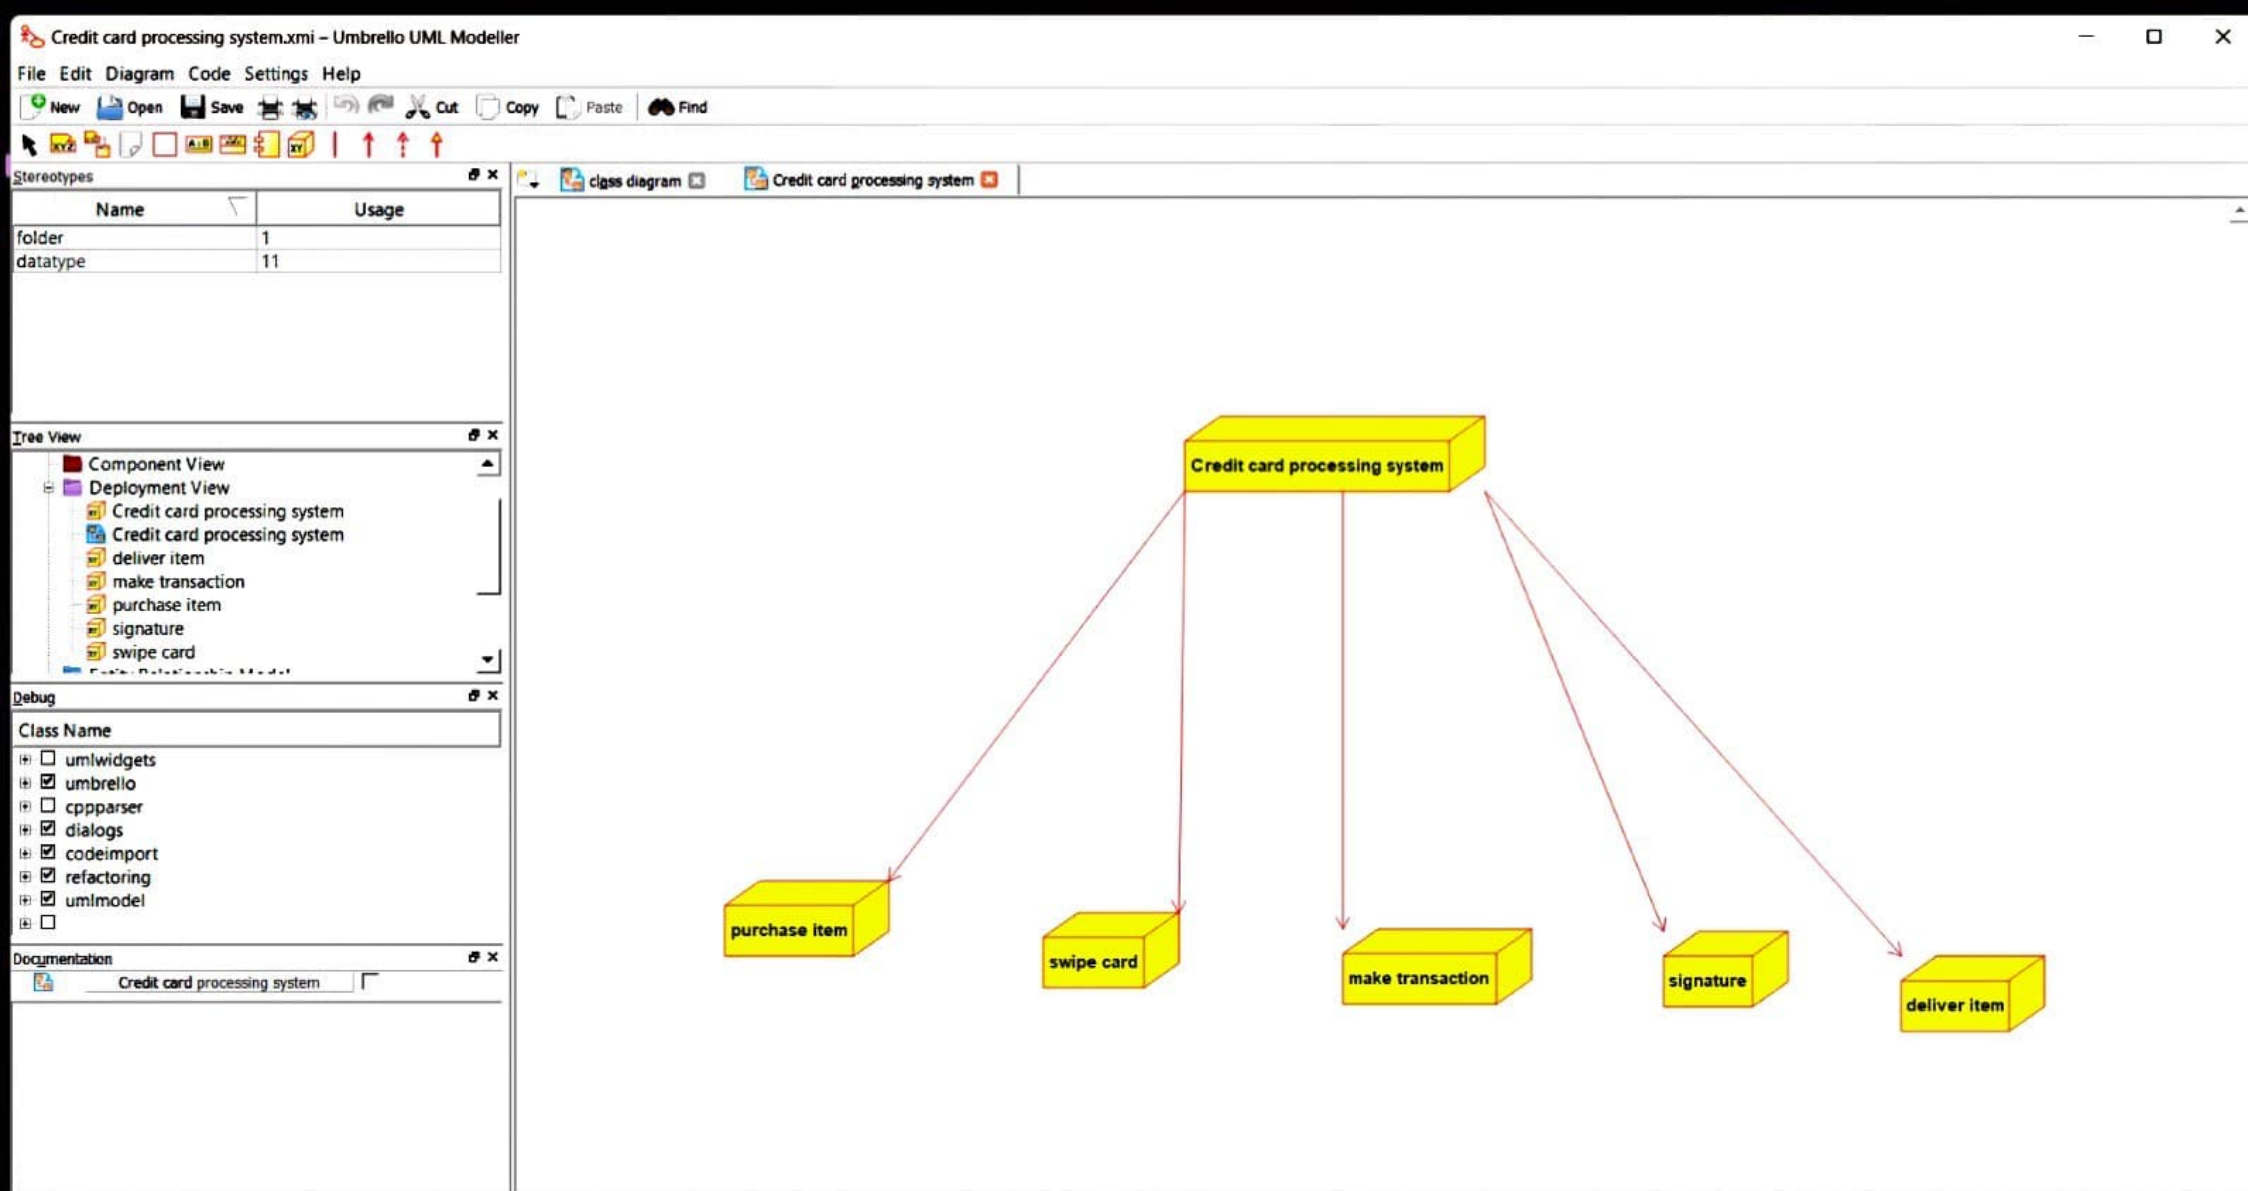 Credit card processing system.xmi – Umbrello UML Modeller
File Edit Diagram Code Settings Help
New Open Save Cut Copy Paste Find
Stereotypes
Name Usage
folder 1
datatype 11
Tree View
Component View
Deployment View
Credit card processing system
Credit card processing system
deliver item
make transaction
purchase item
signature
swipe card
Debug
Class Name
umlwidgets
umbrello
cppparser
dialogs
codeimport
refactoring
umlmodel
Documentation
Credit card processing system
class diagram Credit card processing system
Credit card processing system
purchase item
swipe card
make transaction
signature
deliver item